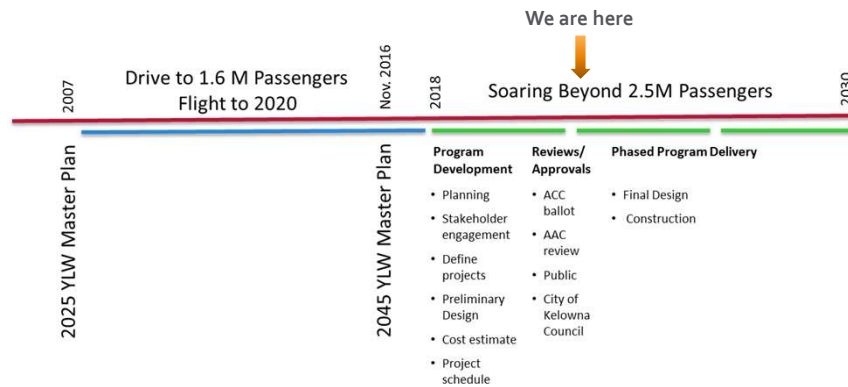 We are here
2007
Drive to 1.6 M Passengers
Flight to 2020
Nov. 2016
2018
Soaring Beyond 2.5M Passengers
2030
2025 YLW Master Plan
2045 YLW Master Plan
Program
Development
• Planning
• Stakeholder
engagement
• Define
projects
• Preliminary
Design
• Cost estimate
• Project
schedule
Reviews/
Approvals
• ACC
ballot
• AAC
review
• Public
• City of
Kelowna
Council
Phased Program Delivery
• Final Design
• Construction